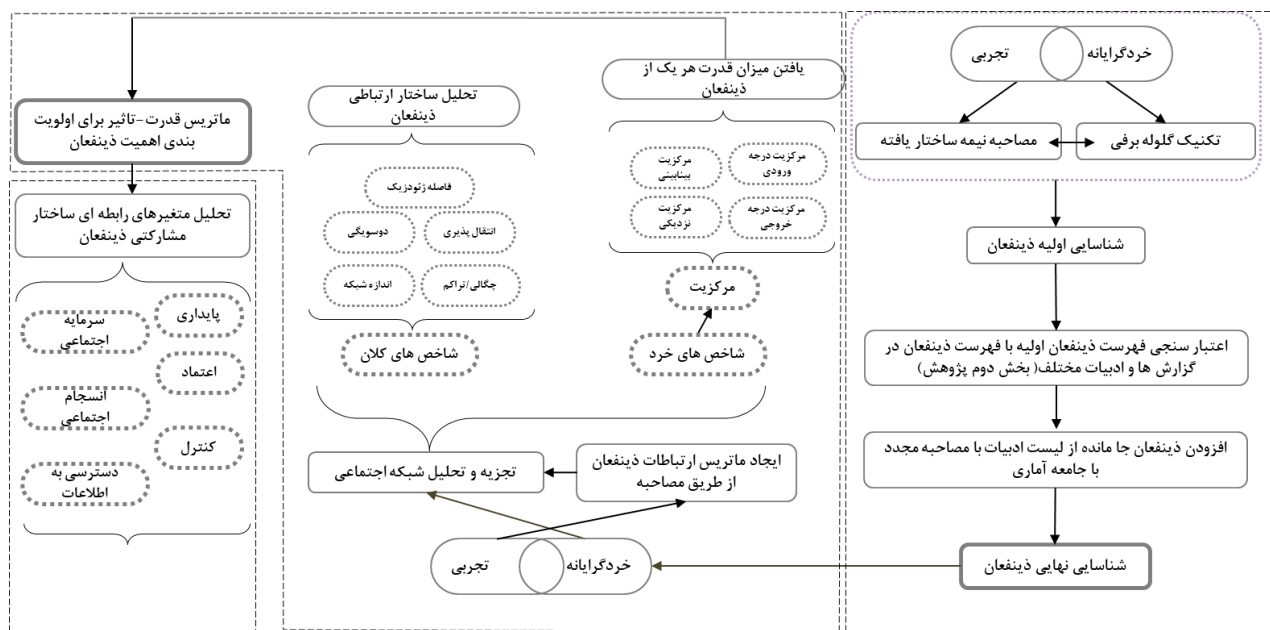 خردگرایانه
تجربی
تکنیک گلوله برفی
مصاحبه نیمه ساختار یافته
شناسایی اولیه ذینفعان
اعتبار سنجی فهرست ذینفعان اولیه با فهرست ذینفعان در
گزارش ها و ادبیات مختلف( بخش دوم پژوهش)
افزودن ذینفعان جا مانده از لیست ادبیات با مصاحبه مجدد
با جامعه آماری
شناسایی نهایی ذینفعان
خردگرایانه
تجربی
ایجاد ماتریس ارتباطات ذینفعان
از طریق مصاحبه
تجزیه و تحلیل شبکه اجتماعی
شاخص های خرد
مرکزیت
مرکزیت درجه
ورودی
مرکزیت
بینابینی
مرکزیت درجه
خروجی
مرکزیت
نزدیکی
یافتن میزان قدرت هر یک از
ذینفعان
شاخص های کلان
تحلیل ساختار ارتباطی
ذینفعان
فاصله ژئودزیک
انتقال پذیری
دوسویگی
چگالی/تراکم
اندازه شبکه
ماتریس قدرت -تاثیر برای اولویت
بندی اهمیت ذینفعان
تحلیل متغیرهای رابطه ای ساختار
مشارکتی ذینفعان
پایداری
سرمایه
اجتماعی
اعتماد
انسجام
اجتماعی
کنترل
دسترسی به
اطلاعات